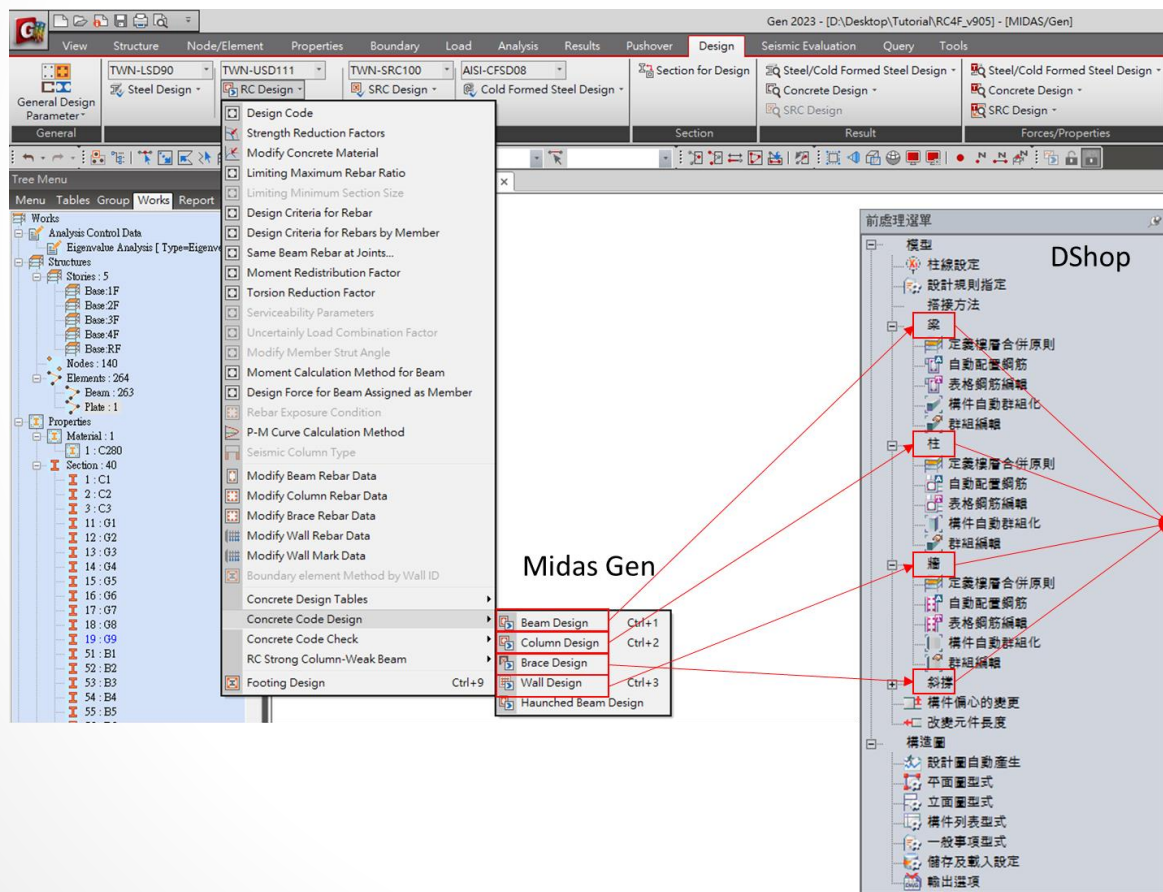 Gen 2023 - [D:\Desktop\Tutorial\RC4F_v905] - [MIDAS/Gen]
View Structure Node/Element Properties Boundary Load Analysis Results Pushover Design Seismic Evaluation Query Tools
General Design Parameter
General
TWN-LSD90
Steel Design
TWN-USD111
RC Design
TWN-SRC100
SRC Design
AISI-CFSD08
Cold Formed Steel Design
Section for Design
Section
Steel/Cold Formed Steel Design
Concrete Design
SRC Design
Result
Steel/Cold Formed Steel Design
Concrete Design
SRC Design
Forces/Properties
Tree Menu
Menu Tables Group Works Report
Works
Analysis Control Data
Eigenvalue Analysis [ Type=Eigenve
Structures
Stories : 5
Base:1F
Base:2F
Base:3F
Base:4F
Base:RF
Nodes : 140
Elements : 264
Beam : 263
Plate : 1
Properties
Material : 1
1 : C280
Section : 40
1 : C1
2 : C2
3 : C3
11 : G1
12 : G2
13 : G3
14 : G4
15 : G5
16 : G6
17 : G7
18 : G8
19 : G9
51 : B1
52 : B2
53 : B3
54 : B4
55 : B5
Design Code
Strength Reduction Factors
Modify Concrete Material
Limiting Maximum Rebar Ratio
Limiting Minimum Section Size
Design Criteria for Rebar
Design Criteria for Rebars by Member
Same Beam Rebar at Joints...
Moment Redistribution Factor
Torsion Reduction Factor
Serviceability Parameters
Uncertainly Load Combination Factor
Modify Member Strut Angle
Moment Calculation Method for Beam
Design Force for Beam Assigned as Member
Rebar Exposure Condition
P-M Curve Calculation Method
Seismic Column Type
Modify Beam Rebar Data
Modify Column Rebar Data
Modify Brace Rebar Data
Modify Wall Rebar Data
Modify Wall Mark Data
Boundary element Method by Wall ID
Concrete Design Tables
Concrete Code Design
Concrete Code Check
RC Strong Column-Weak Beam
Footing Design Ctrl+9
Midas Gen
Beam Design Ctrl+1
Column Design Ctrl+2
Brace Design
Wall Design Ctrl+3
Haunched Beam Design
前處理選單
DShop
模型
柱線設定
設計規則指定
搭接方法
梁
定義樓層合併原則
自動配置鋼筋
表格鋼筋編輯
構件自動群組化
群組編輯
柱
定義樓層合併原則
自動配置鋼筋
表格鋼筋編輯
構件自動群組化
群組編輯
牆
定義樓層合併原則
自動配置鋼筋
表格鋼筋編輯
構件自動群組化
群組編輯
斜撐
構件偏心的變更
改變元件長度
構造圖
設計圖自動產生
平面圖型式
立面圖型式
構件列表型式
一般事項型式
儲存及載入設定
輸出選項